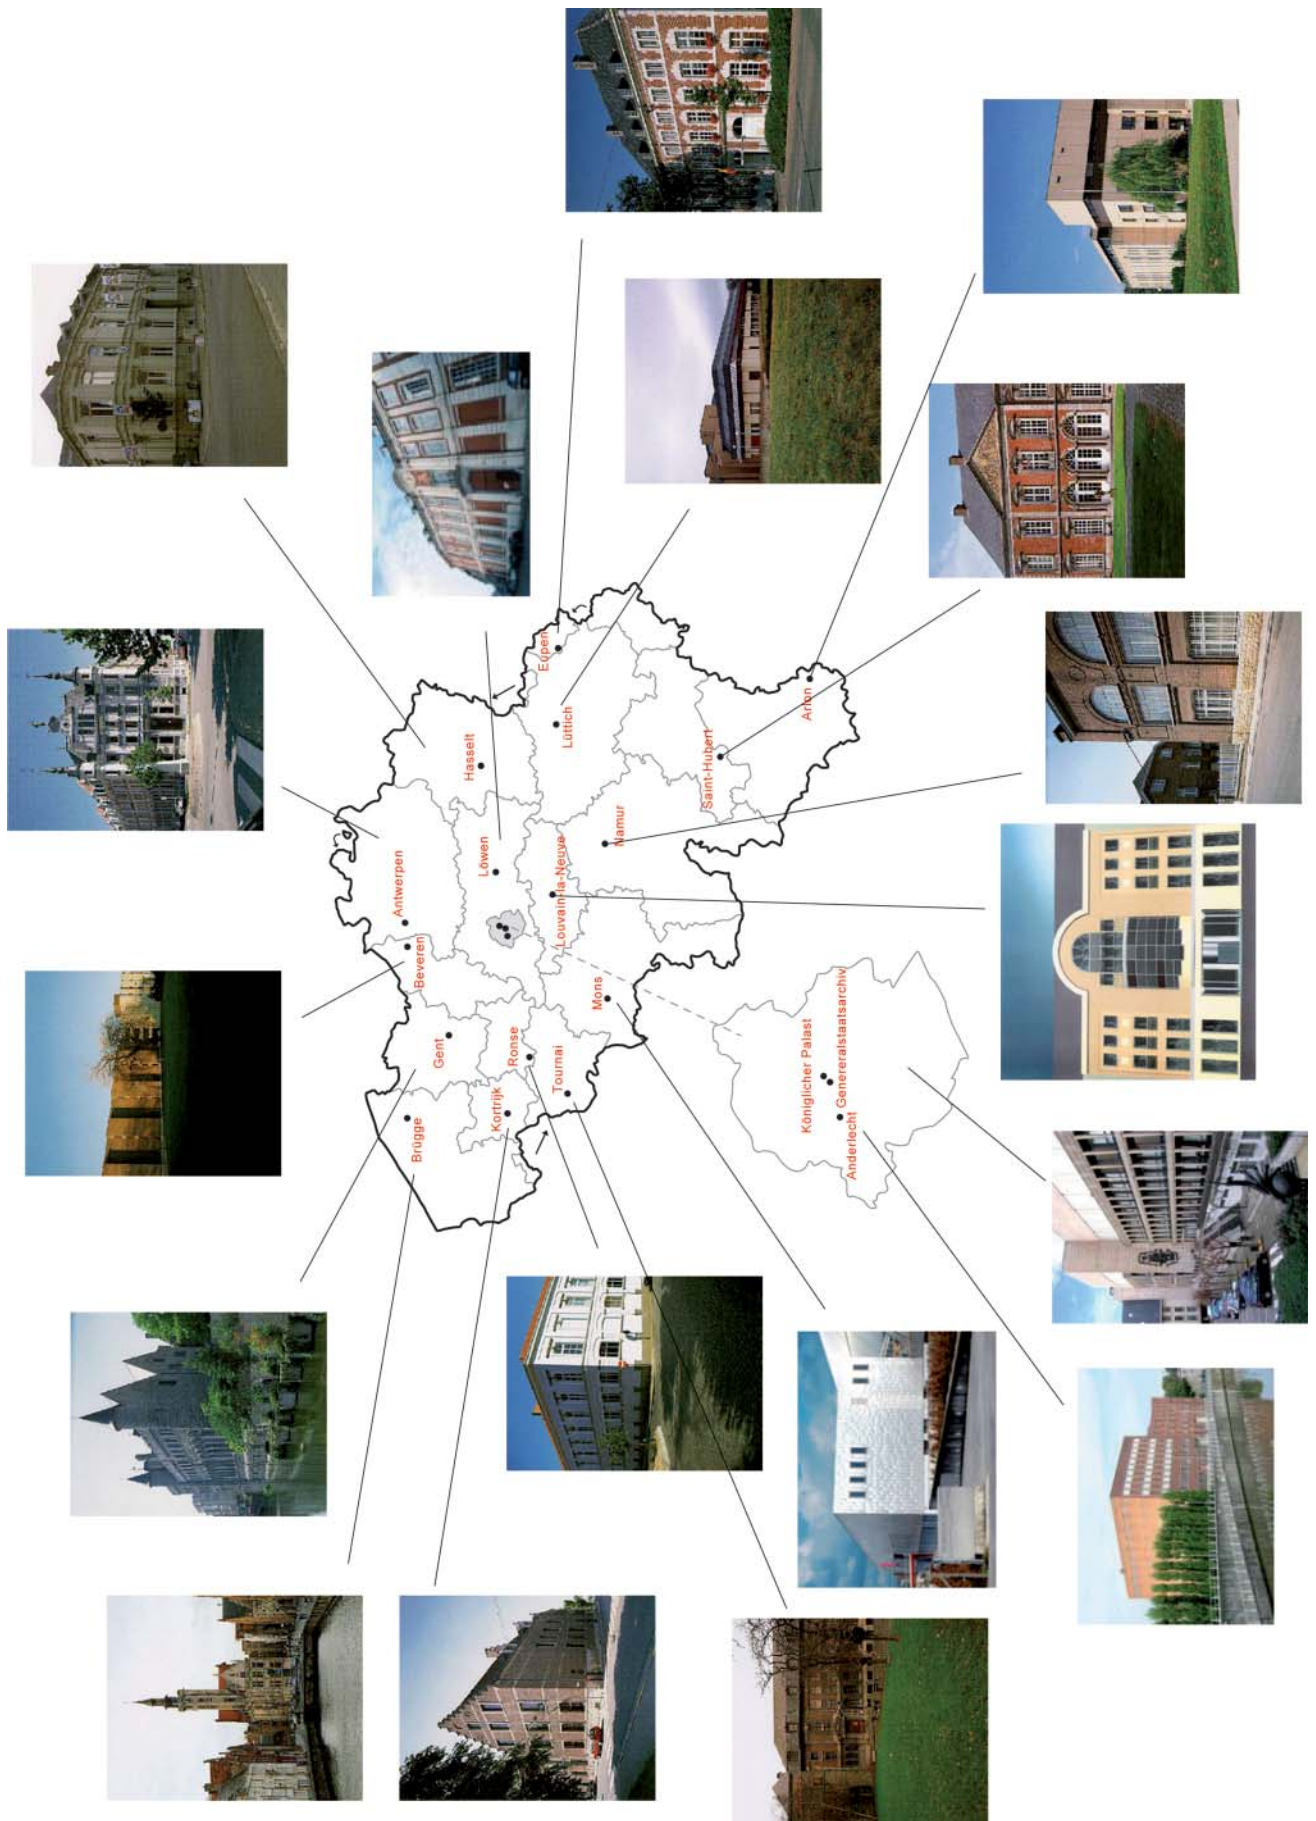 Antwerpen
Beveren
Brügge
Gent
Hasselt
Löwen
Kortrijk
Ronse
Eupen
Lüttich
Louvain-la-Neuve
Tournai
Mons
Namur
Saint-Hubert
Arlon
Königlicher Palast
Genereralstaatsarchiv
Anderlecht